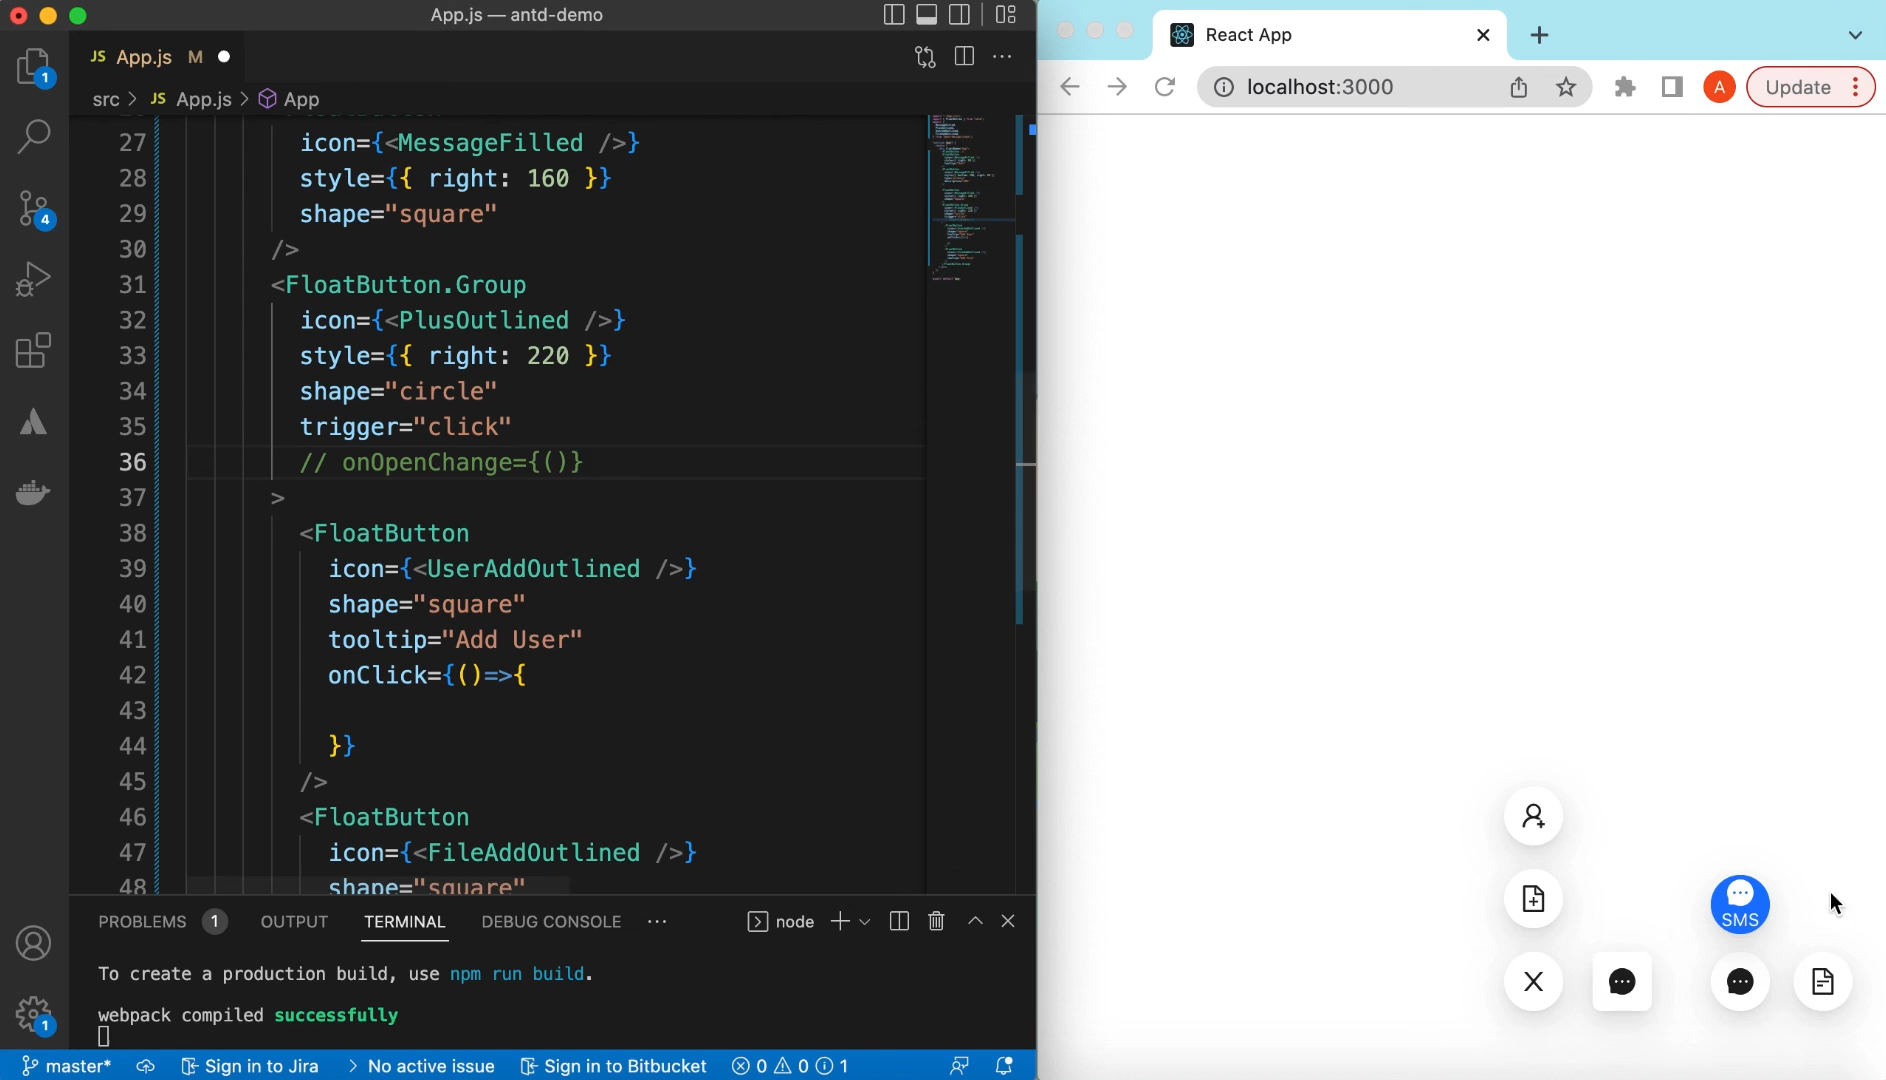 App.js — antd-demo
JS App.js M
src > JS App.js > App
27 icon={<MessageFilled />}
28 style={{ right: 160 }}
29 shape="square"
30 />
31 <FloatButton.Group
32 icon={<PlusOutlined />}
33 style={{ right: 220 }}
34 shape="circle"
35 trigger="click"
36 // onOpenChange={()}
37 >
38 <FloatButton
39 icon={<UserAddOutlined />}
40 shape="square"
41 tooltip="Add User"
42 onClick={()=>{
43
44 }}
45 />
46 <FloatButton
47 icon={<FileAddOutlined />}
48 shape="square"
PROBLEMS 1 OUTPUT TERMINAL DEBUG CONSOLE ··· node
To create a production build, use npm run build.
webpack compiled successfully
master* Sign in to Jira > No active issue Sign in to Bitbucket 0 0 1
1
4
1
React App
localhost:3000
A
Update
SMS